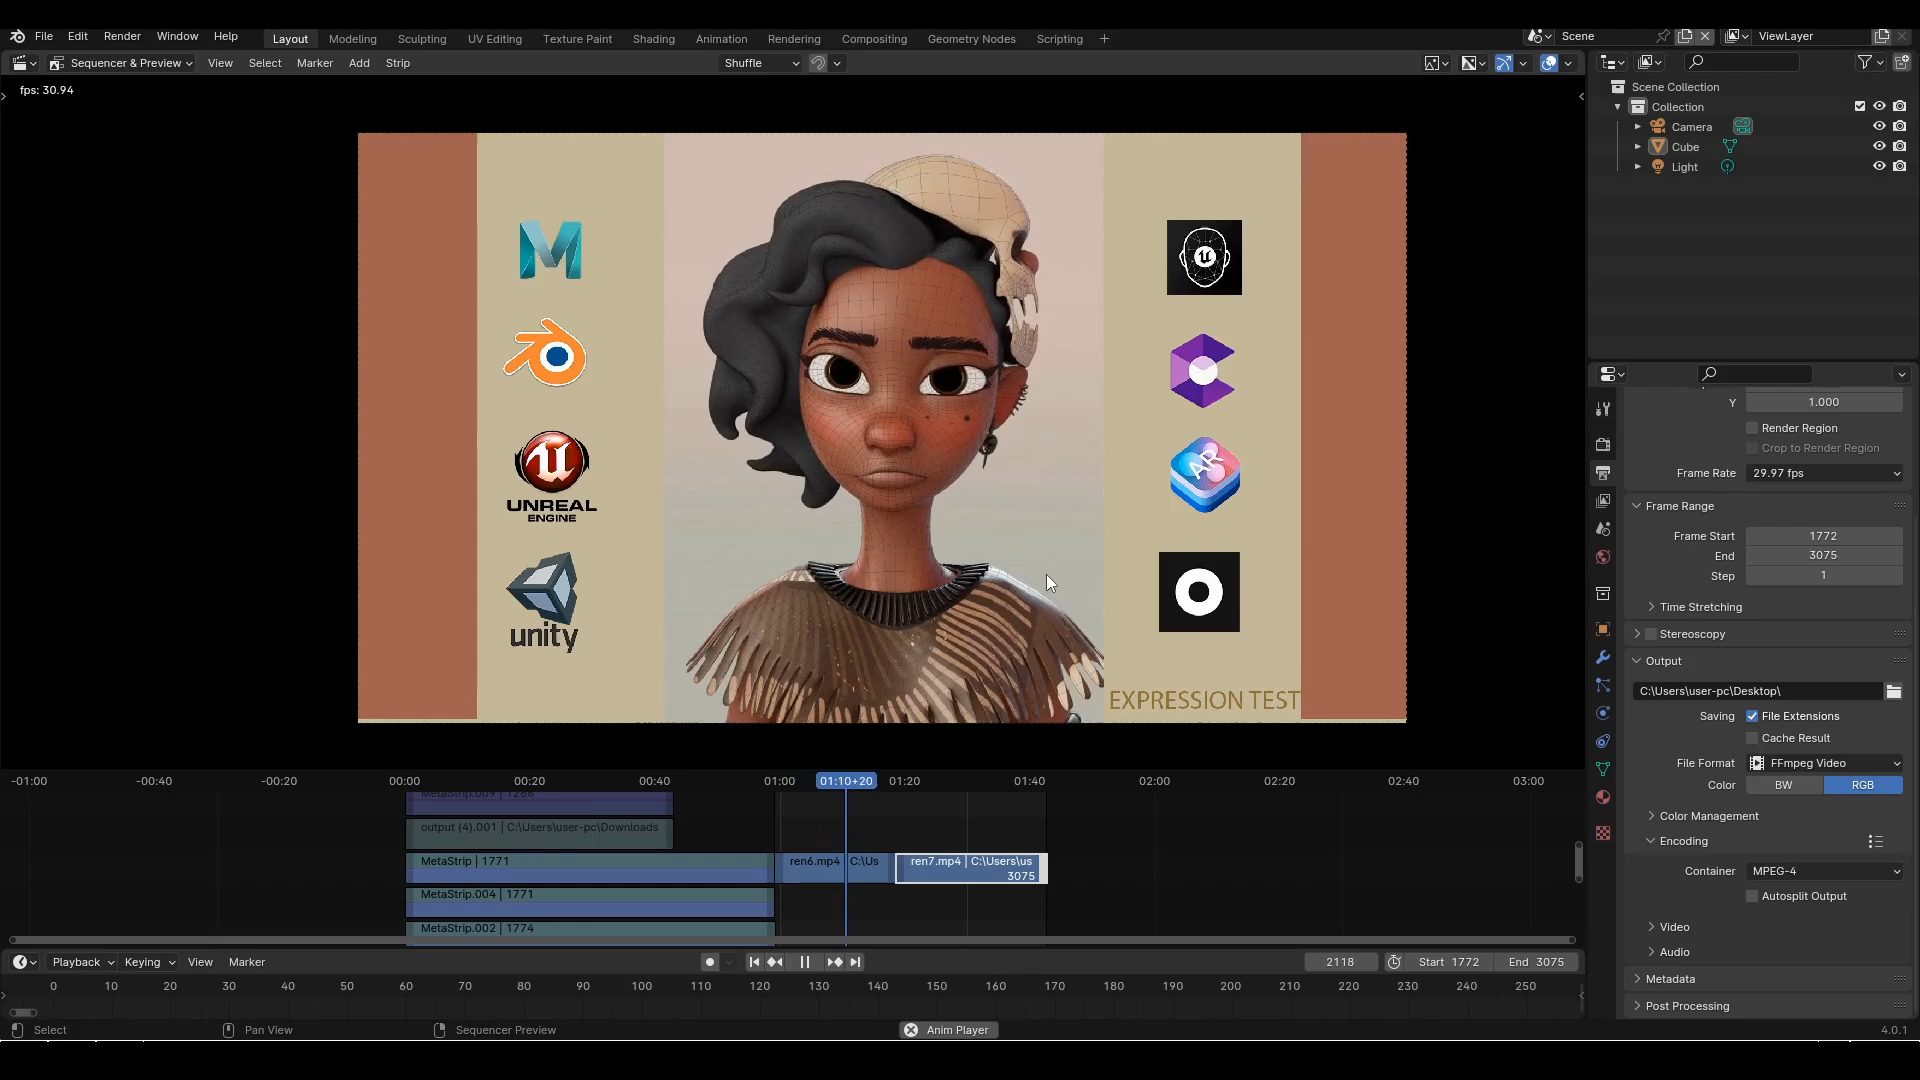 File Edit Render Window Help Layout Modeling Sculpting UV Editing Texture Paint Shading Animation Rendering Compositing Geometry Nodes Scripting + Scene ViewLayer
Sequencer & Preview View Select Marker Add Strip Shuffle
fps: 30.94
Scene Collection
Collection
Camera
Cube
Light
UNREAL
ENGINE
unity
AR
EXPRESSION TEST
Y 1.000
Render Region
Crop to Render Region
Frame Rate 29.97 fps
Frame Range
Frame Start 1772
End 3075
Step 1
Time Stretching
Stereoscopy
Output
C:\Users\user-pc\Desktop\
Saving File Extensions
Cache Result
File Format FFmpeg Video
Color BW RGB
Color Management
Encoding
Container MPEG-4
Autosplit Output
Video
Audio
Metadata
Post Processing
-01:00 -00:40 -00:20 00:00 00:20 00:40 01:00 01:10+20 01:20 01:40 02:00 02:20 02:40 03:00
output (4).001 | C:\Users\user-pc\Downloads
MetaStrip | 1771 ren6.mp4 C:\Us ren7.mp4 | C:\Users\us
3075
MetaStrip.004 | 1771
MetaStrip.002 | 1774
Playback Keying View Marker 2118 Start 1772 End 3075
0 10 20 30 40 50 60 70 80 90 100 110 120 130 140 150 160 170 180 190 200 210 220 230 240 250
Select Pan View Sequencer Preview Anim Player 4.0.1